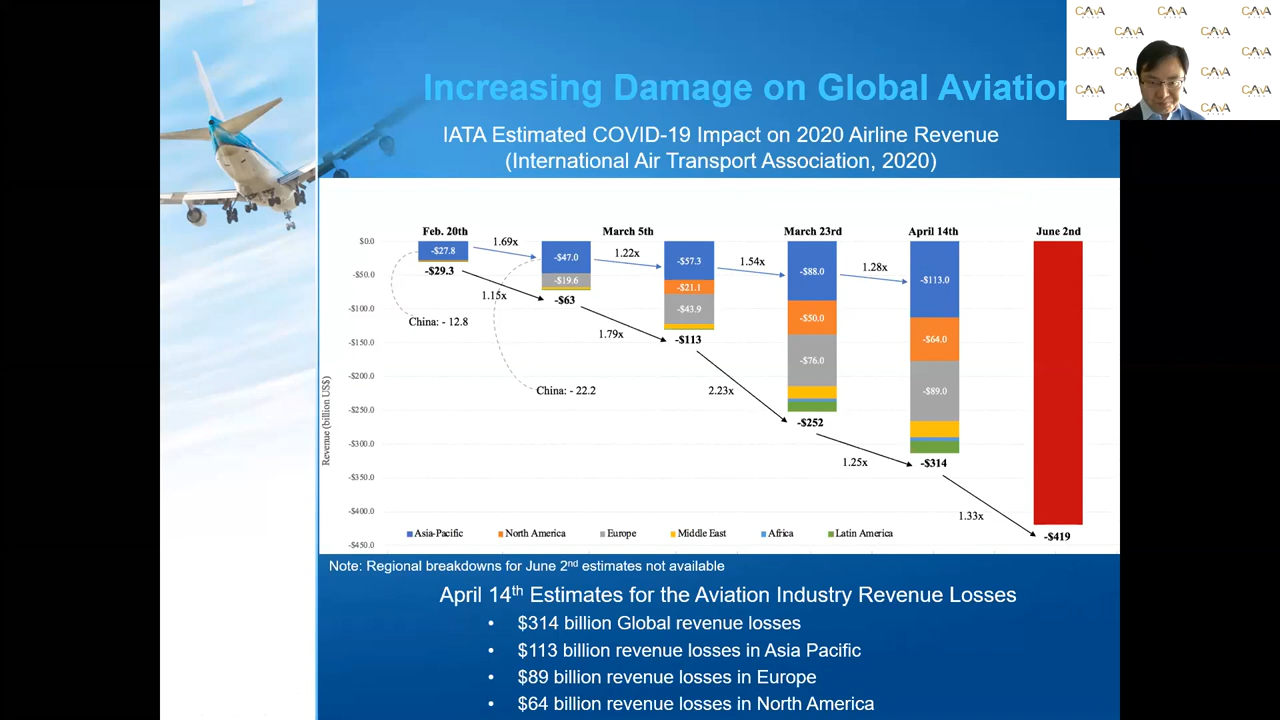 Increasing Damage on Global Aviation
IATA Estimated COVID-19 Impact on 2020 Airline Revenue
(International Air Transport Association, 2020)
CAVA
Feb. 20th
March 5th
March 23rd
April 14th
June 2nd
$0.0
-$50.0
-$100.0
-$150.0
-$200.0
-$250.0
-$300.0
-$350.0
-$400.0
-$450.0
Revenue (billion US$)
-$27.8
-$29.3
China: - 12.8
1.69x
1.15x
-$47.0
-$19.6
-$63
China: - 22.2
1.22x
1.79x
-$57.3
-$21.1
-$43.9
-$113
1.54x
2.23x
-$88.0
-$50.0
-$76.0
-$252
1.28x
1.25x
-$113.0
-$64.0
-$89.0
-$314
1.33x
-$419
Asia-Pacific
North America
Europe
Middle East
Africa
Latin America
Note: Regional breakdowns for June 2nd estimates not available
April 14th Estimates for the Aviation Industry Revenue Losses
• $314 billion Global revenue losses
• $113 billion revenue losses in Asia Pacific
• $89 billion revenue losses in Europe
• $64 billion revenue losses in North America